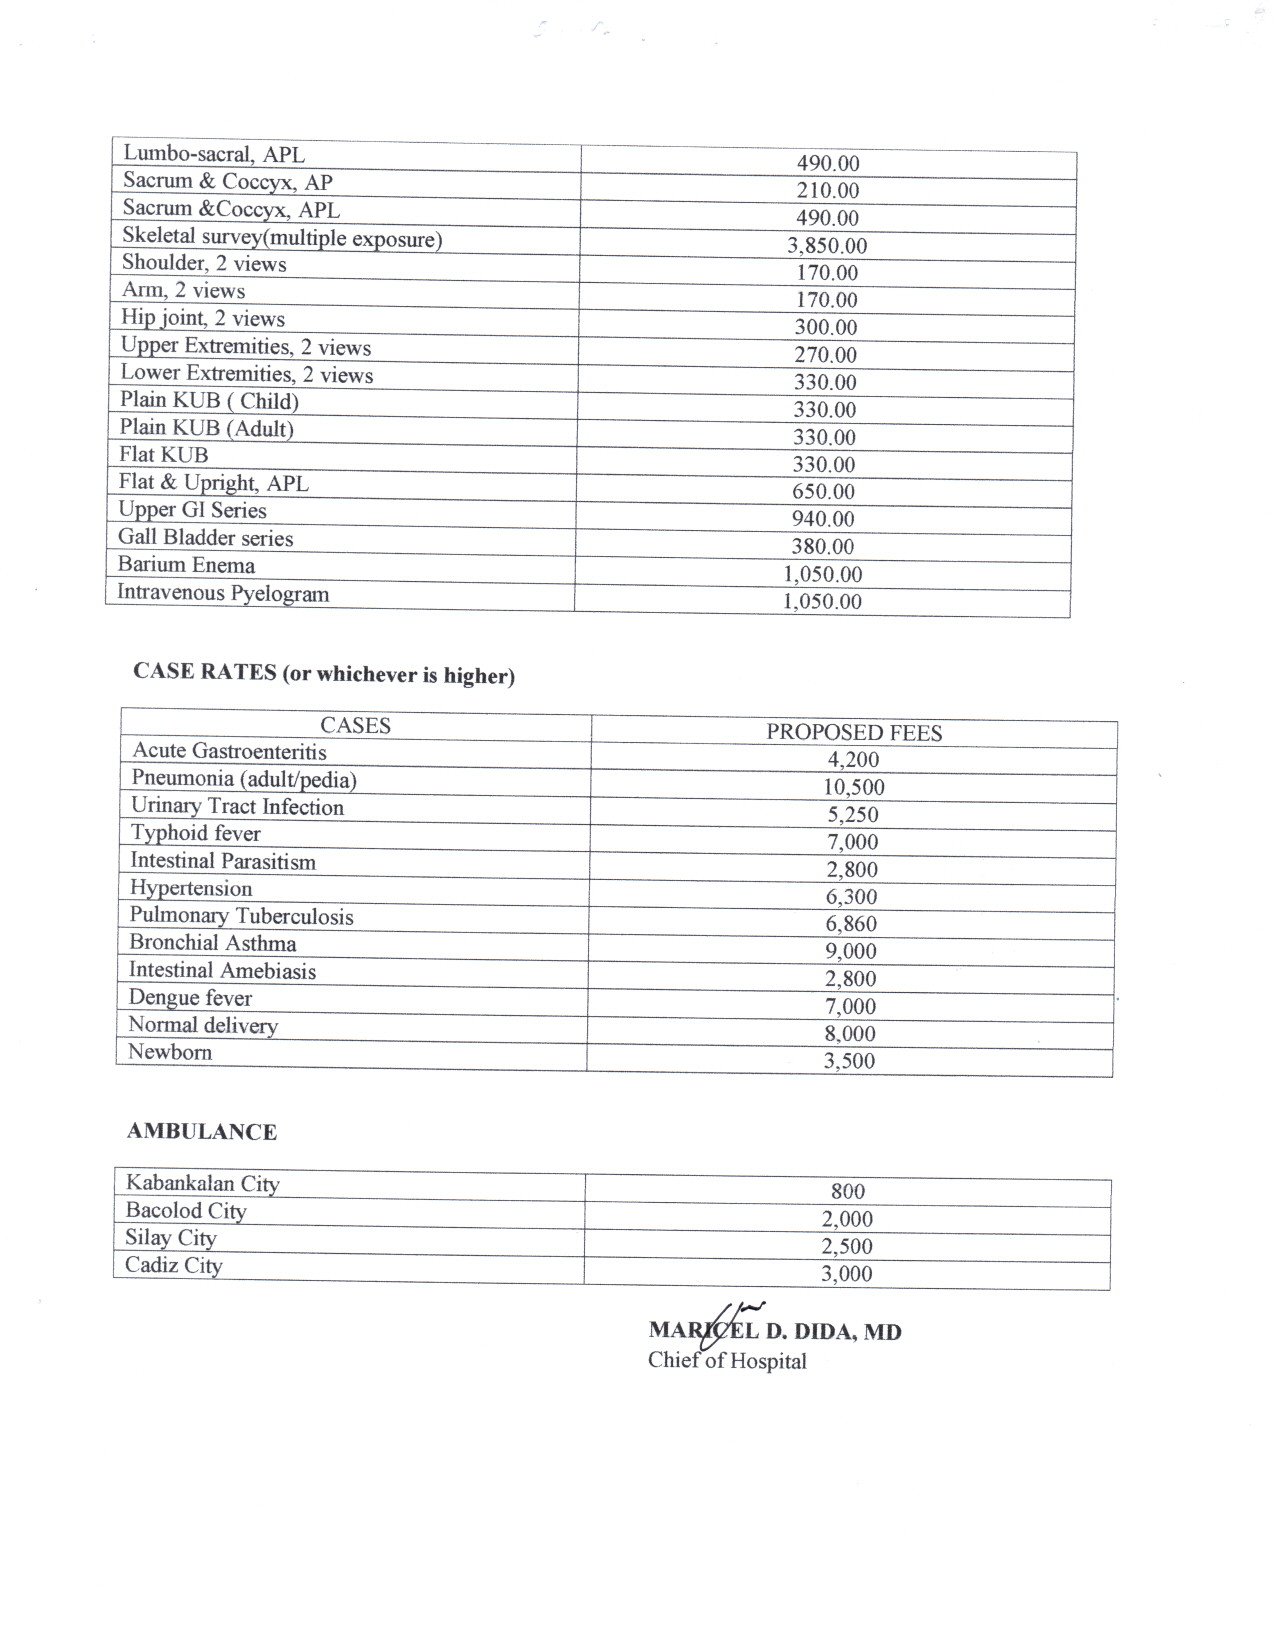 Lumbo-sacral, APL 490.00
Sacrum & Coccyx, AP 210.00
Sacrum &Coccyx, APL 490.00
Skeletal survey(multiple exposure) 3,850.00
Shoulder, 2 views 170.00
Arm, 2 views 170.00
Hip joint, 2 views 300.00
Upper Extremities, 2 views 270.00
Lower Extremities, 2 views 330.00
Plain KUB ( Child) 330.00
Plain KUB (Adult) 330.00
Flat KUB 330.00
Flat & Upright, APL 650.00
Upper GI Series 940.00
Gall Bladder series 380.00
Barium Enema 1,050.00
Intravenous Pyelogram 1,050.00
CASE RATES (or whichever is higher)
CASES PROPOSED FEES
Acute Gastroenteritis 4,200
Pneumonia (adult/pedia) 10,500
Urinary Tract Infection 5,250
Typhoid fever 7,000
Intestinal Parasitism 2,800
Hypertension 6,300
Pulmonary Tuberculosis 6,860
Bronchial Asthma 9,000
Intestinal Amebiasis 2,800
Dengue fever 7,000
Normal delivery 8,000
Newborn 3,500
AMBULANCE
Kabankalan City 800
Bacolod City 2,000
Silay City 2,500
Cadiz City 3,000
MARICEL D. DIDA, MD
Chief of Hospital